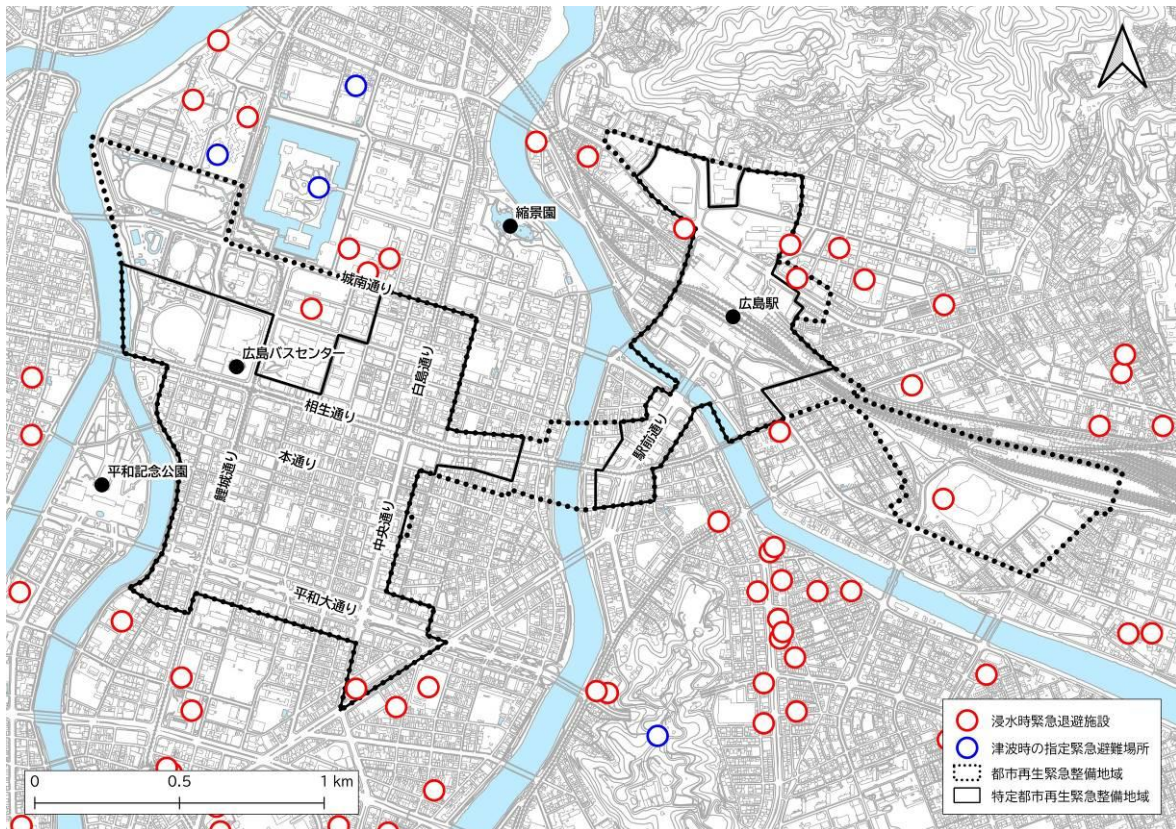 縮景園
城南通り
広島駅
広島バスセンター
白島通り
相生通り
駅前通り
本通り
平和記念公園
鯉城通り
中央通り
平和大通り
浸水時緊急退避施設
津波時の指定緊急避難場所
都市再生緊急整備地域
特定都市再生緊急整備地域
0 0.5 1 km